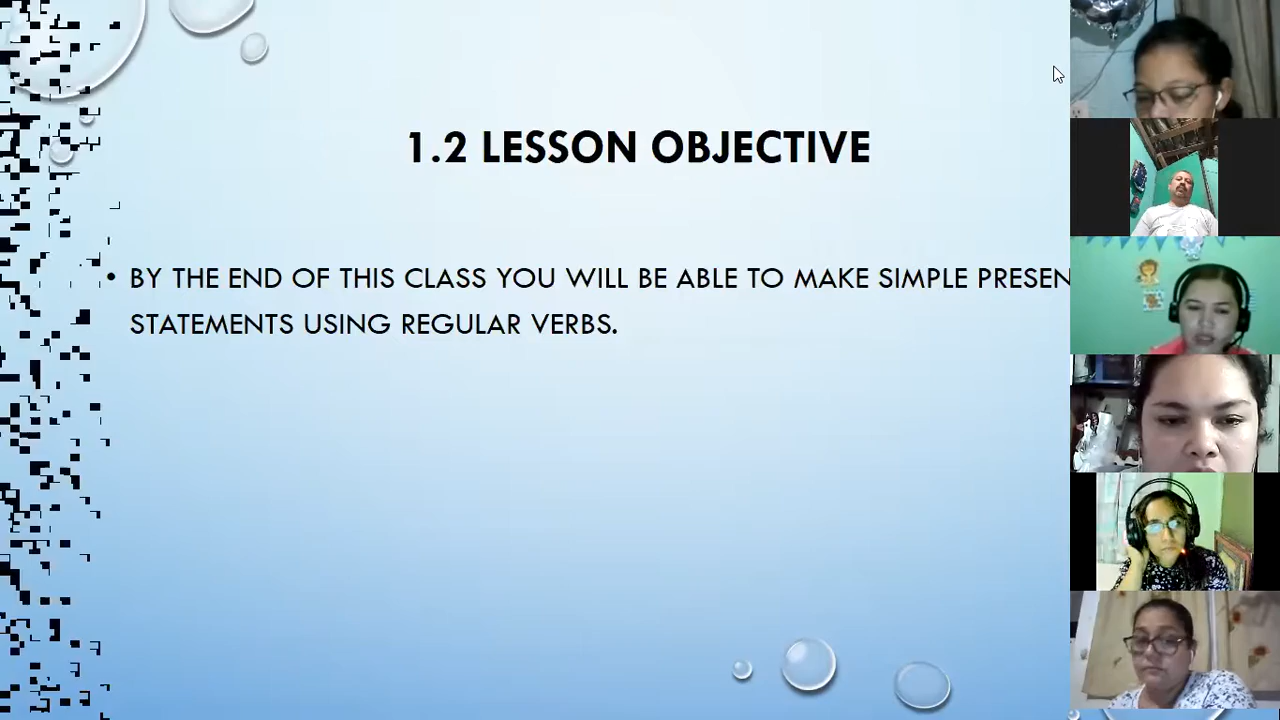 1.2 LESSON OBJECTIVE
• BY THE END OF THIS CLASS YOU WILL BE ABLE TO MAKE SIMPLE PRESEN
STATEMENTS USING REGULAR VERBS.